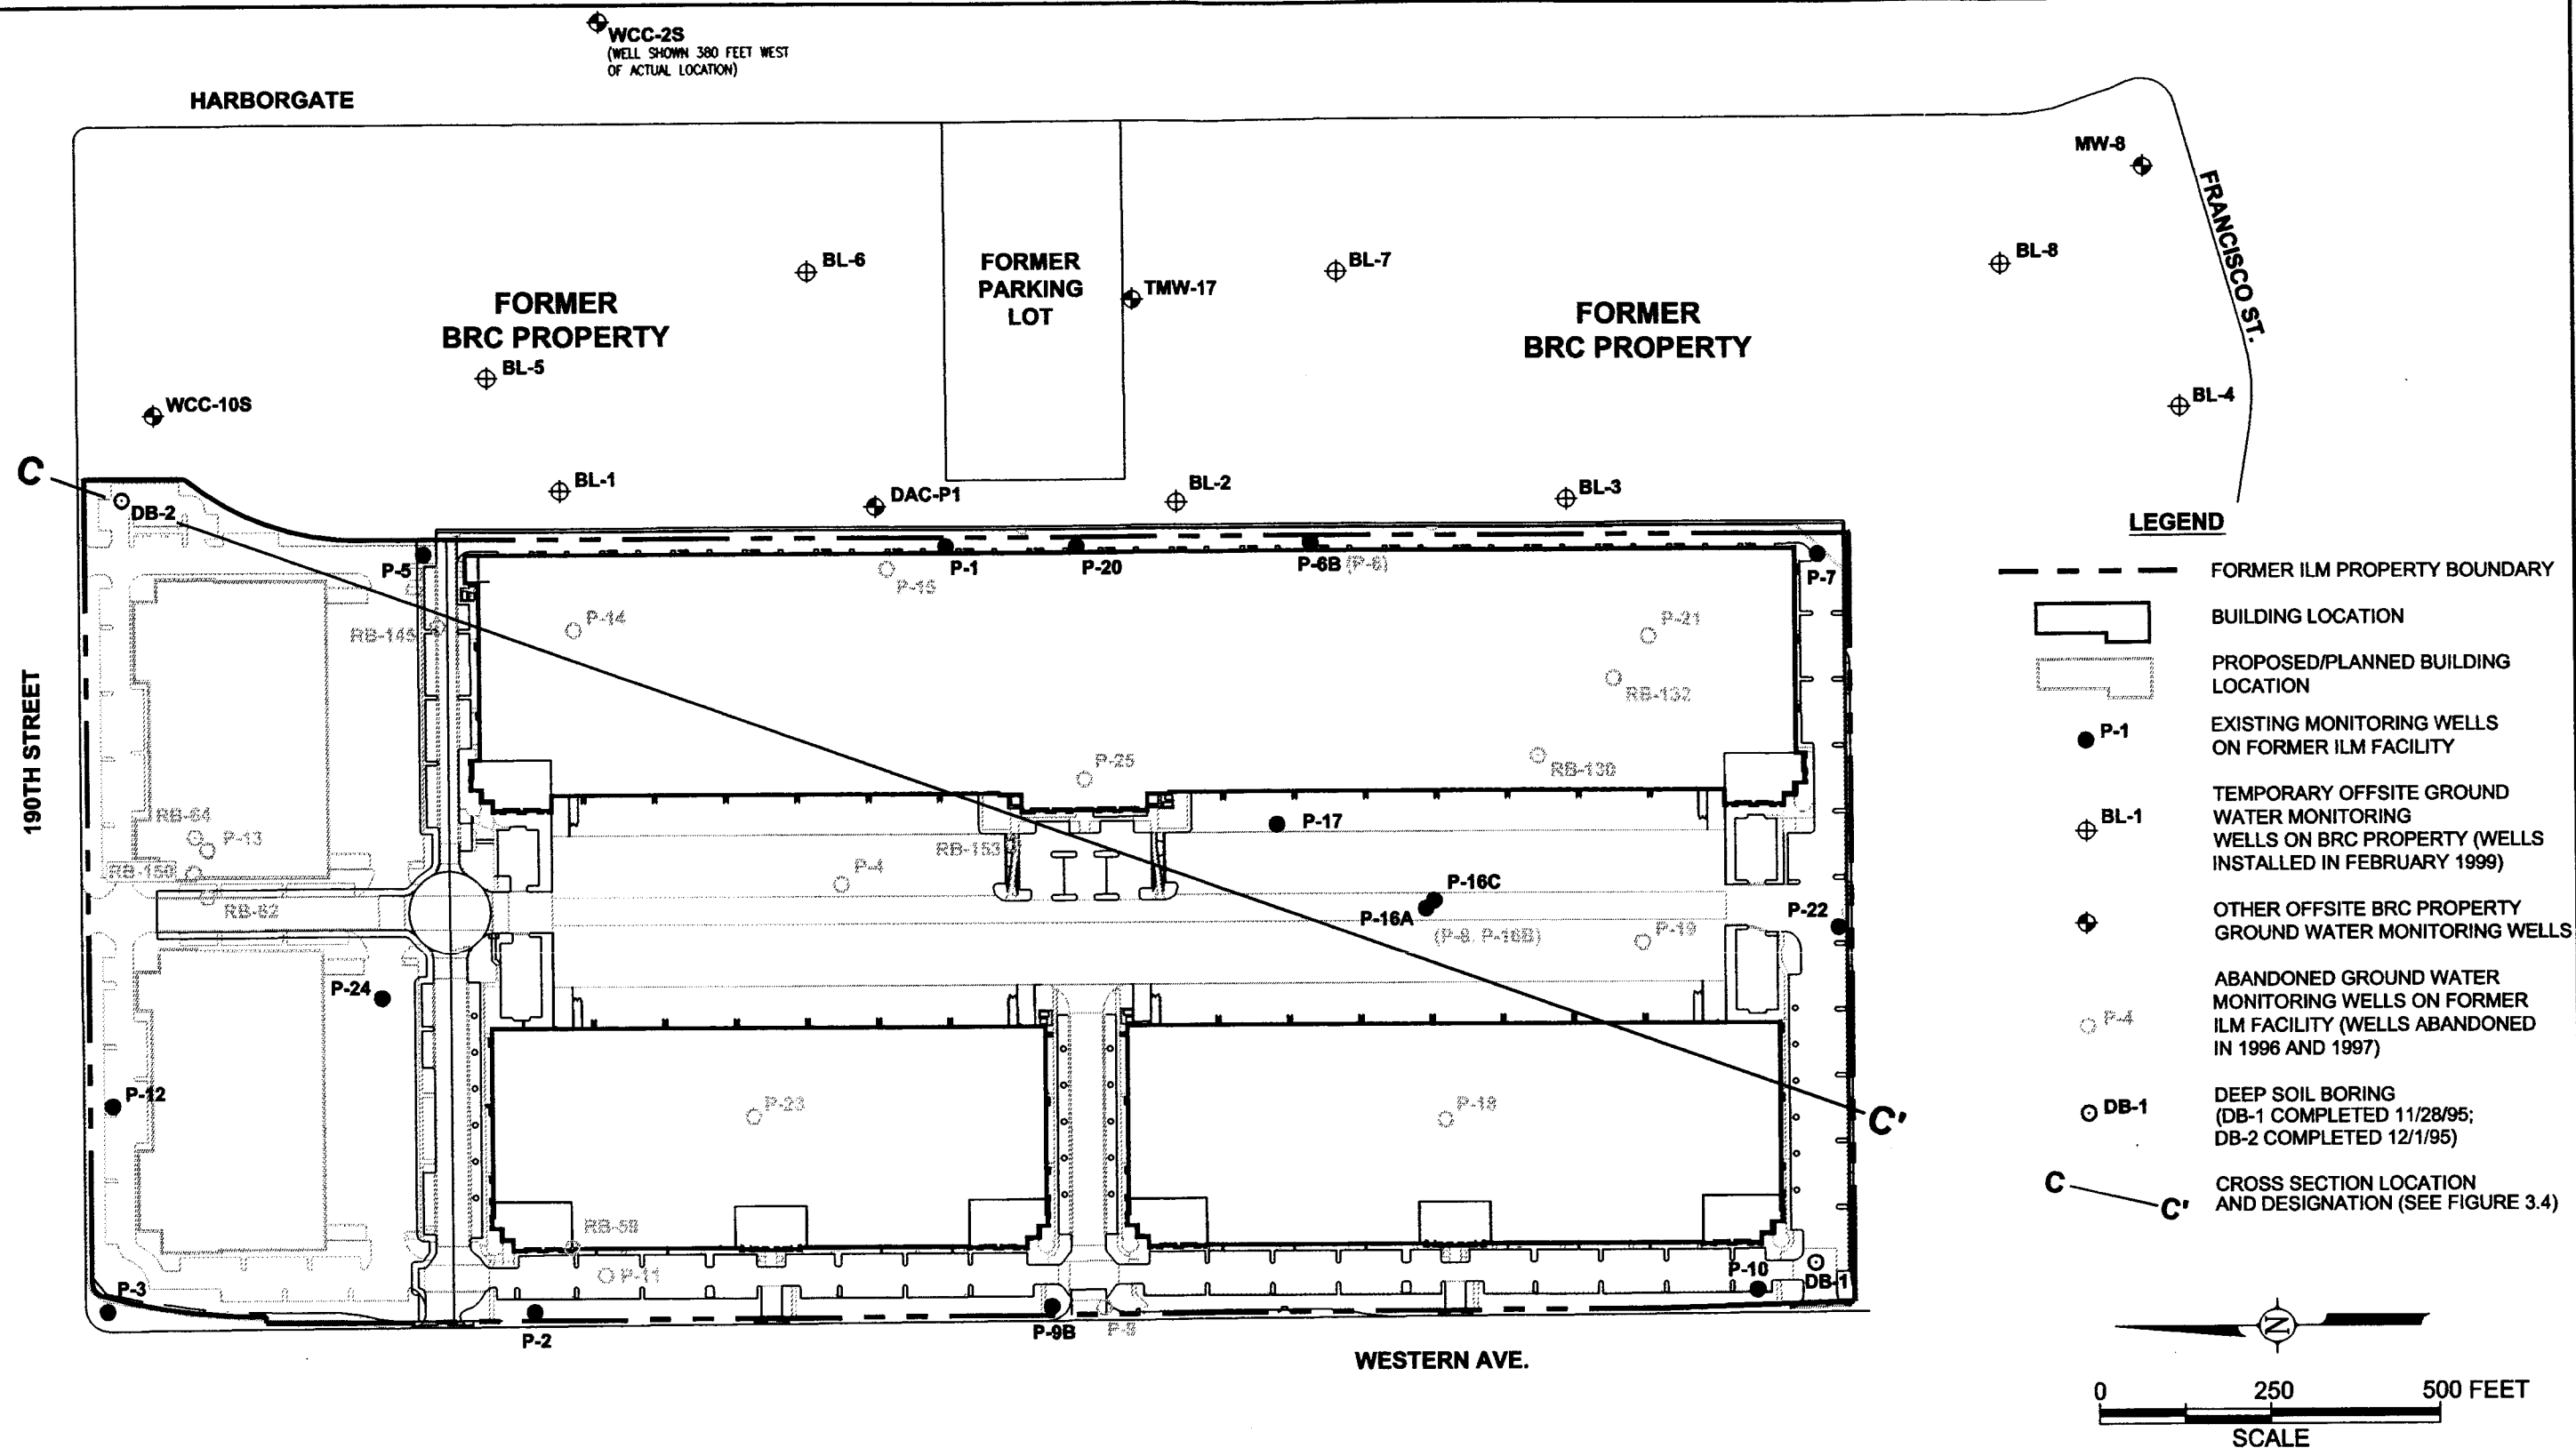 WCC-2S
(WELL SHOWN 380 FEET WEST
OF ACTUAL LOCATION)
HARBORGATE
MW-8
FRANCISCO ST.
BL-6
FORMER
PARKING
LOT
BL-7
BL-8
TMW-17
FORMER
BRC PROPERTY
FORMER
BRC PROPERTY
BL-5
WCC-10S
BL-4
C
BL-1
DAC-P1
BL-2
BL-3
DB-2
P-5
P-1
P-20
P-6B
(P-6)
P-7
P-15
P-14
RB-145
P-21
RB-132
190TH STREET
P-25
RB-130
RB-64
P-13
P-17
RB-153
RB-159
P-4
RB-62
P-16C
P-16A
(P-8, P-16B)
P-19
P-22
P-24
P-12
P-23
P-18
C'
RB-58
P-11
P-10
DB-1
P-3
P-2
P-9B
P-9
WESTERN AVE.
LEGEND
FORMER ILM PROPERTY BOUNDARY
BUILDING LOCATION
PROPOSED/PLANNED BUILDING
LOCATION
P-1
EXISTING MONITORING WELLS
ON FORMER ILM FACILITY
BL-1
TEMPORARY OFFSITE GROUND
WATER MONITORING
WELLS ON BRC PROPERTY (WELLS
INSTALLED IN FEBRUARY 1999)
OTHER OFFSITE BRC PROPERTY
GROUND WATER MONITORING WELLS
P-4
ABANDONED GROUND WATER
MONITORING WELLS ON FORMER
ILM FACILITY (WELLS ABANDONED
IN 1996 AND 1997)
DB-1
DEEP SOIL BORING
(DB-1 COMPLETED 11/28/95;
DB-2 COMPLETED 12/1/95)
C
C'
CROSS SECTION LOCATION
AND DESIGNATION (SEE FIGURE 3.4)
N
0 250 500 FEET
SCALE